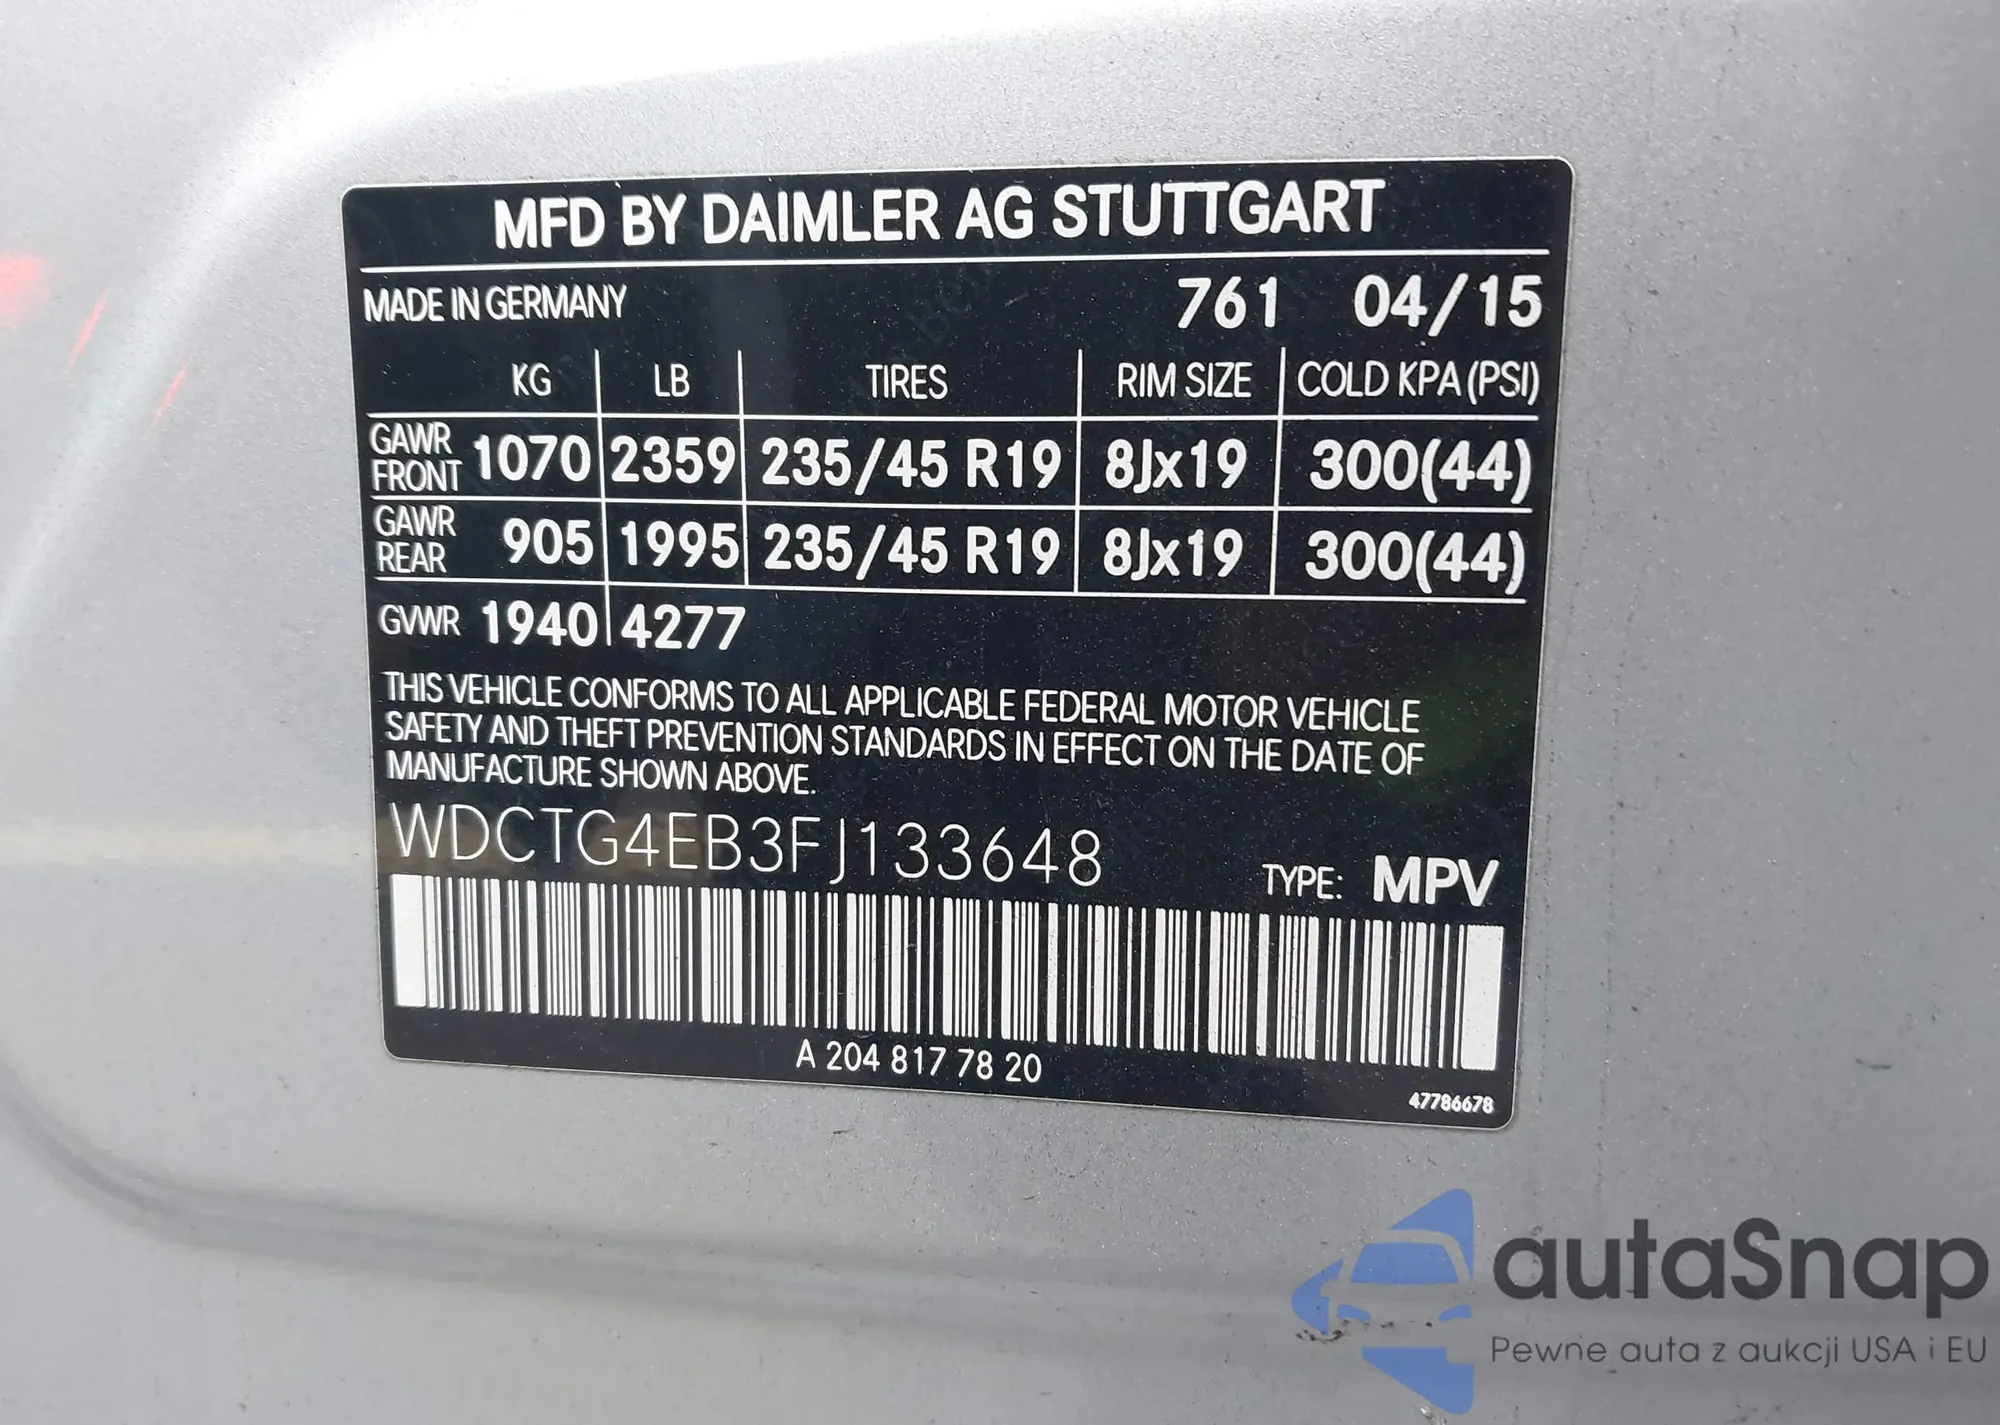 MFD BY DAIMLER AG STUTTGART
MADE IN GERMANY 761 04/15
KG LB TIRES RIM SIZE COLD KPA (PSI)
GAWR FRONT 1070 2359 235/45 R19 8Jx19 300(44)
GAWR REAR 905 1995 235/45 R19 8Jx19 300(44)
GVWR 1940 4277
THIS VEHICLE CONFORMS TO ALL APPLICABLE FEDERAL MOTOR VEHICLE
SAFETY AND THEFT PREVENTION STANDARDS IN EFFECT ON THE DATE OF
MANUFACTURE SHOWN ABOVE.
WDCTG4EB3FJ133648 TYPE: MPV
A 204 817 78 20
47786678
autaSnap
Pewne auta z aukcji USA i EU